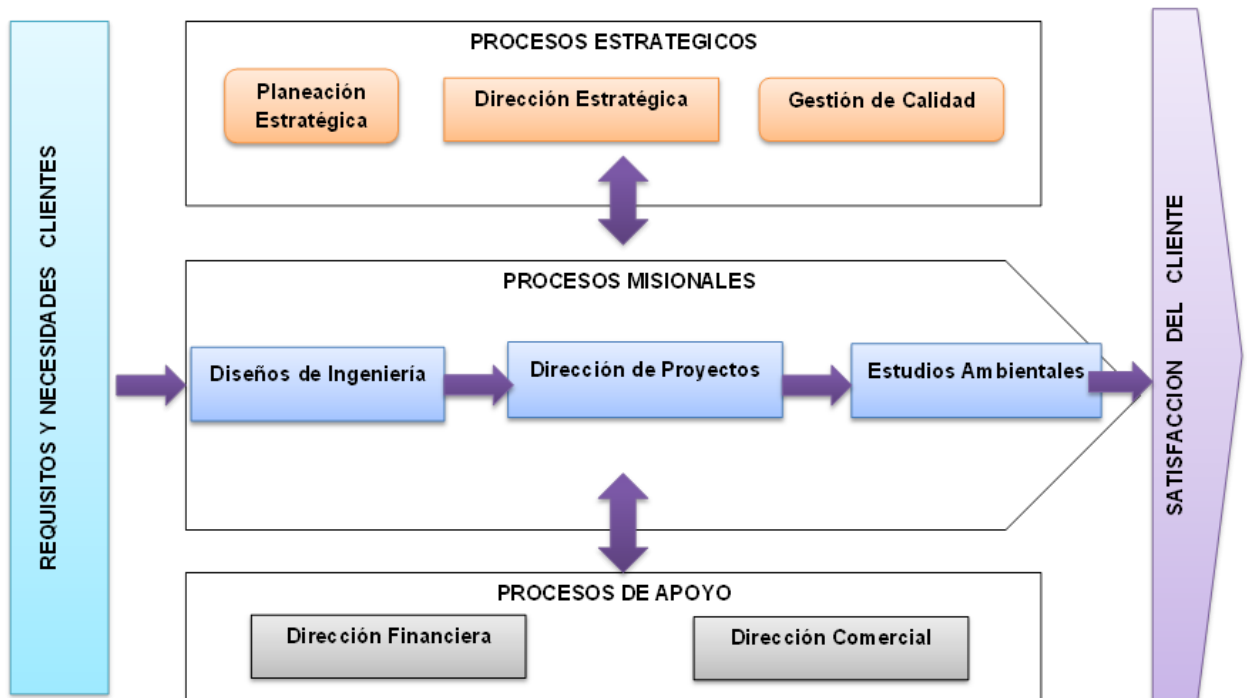 REQUISITOS Y NECESIDADES CLIENTES
PROCESOS ESTRATEGICOS
Planeación
Estratégica
Dirección Estratégica
Gestión de Calidad
PROCESOS MISIONALES
Diseños de Ingeniería
Dirección de Proyectos
Estudios Ambientales
PROCESOS DE APOYO
Dirección Financiera
Dirección Comercial
SATISFACCION DEL CLIENTE